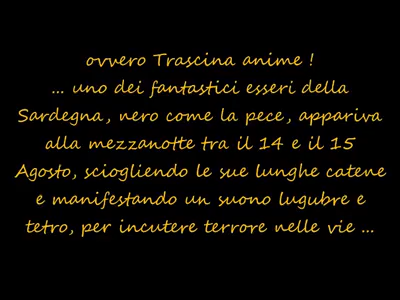 ovvero Trascina anime !
... uno dei fantastici esseri della
Sardegna, nero come la pece, appariva
alla mezzanotte tra il 14 e il 15
Agosto, sciogliendo le sue lunghe catene
e manifestando un suono lugubre e
tetro, per incutere terrore nelle vie ...